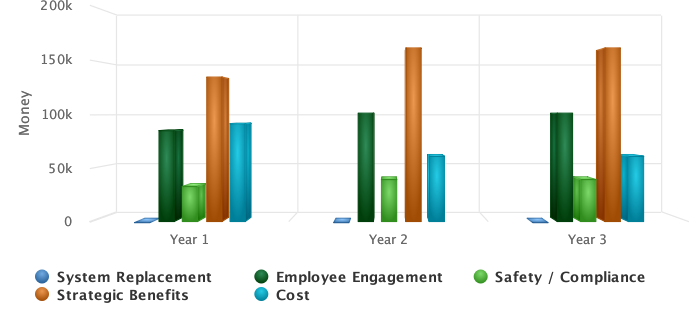 200k
150k
100k
50k
0
Money
Year 1 Year 2 Year 3
System Replacement Employee Engagement Safety / Compliance
Strategic Benefits Cost